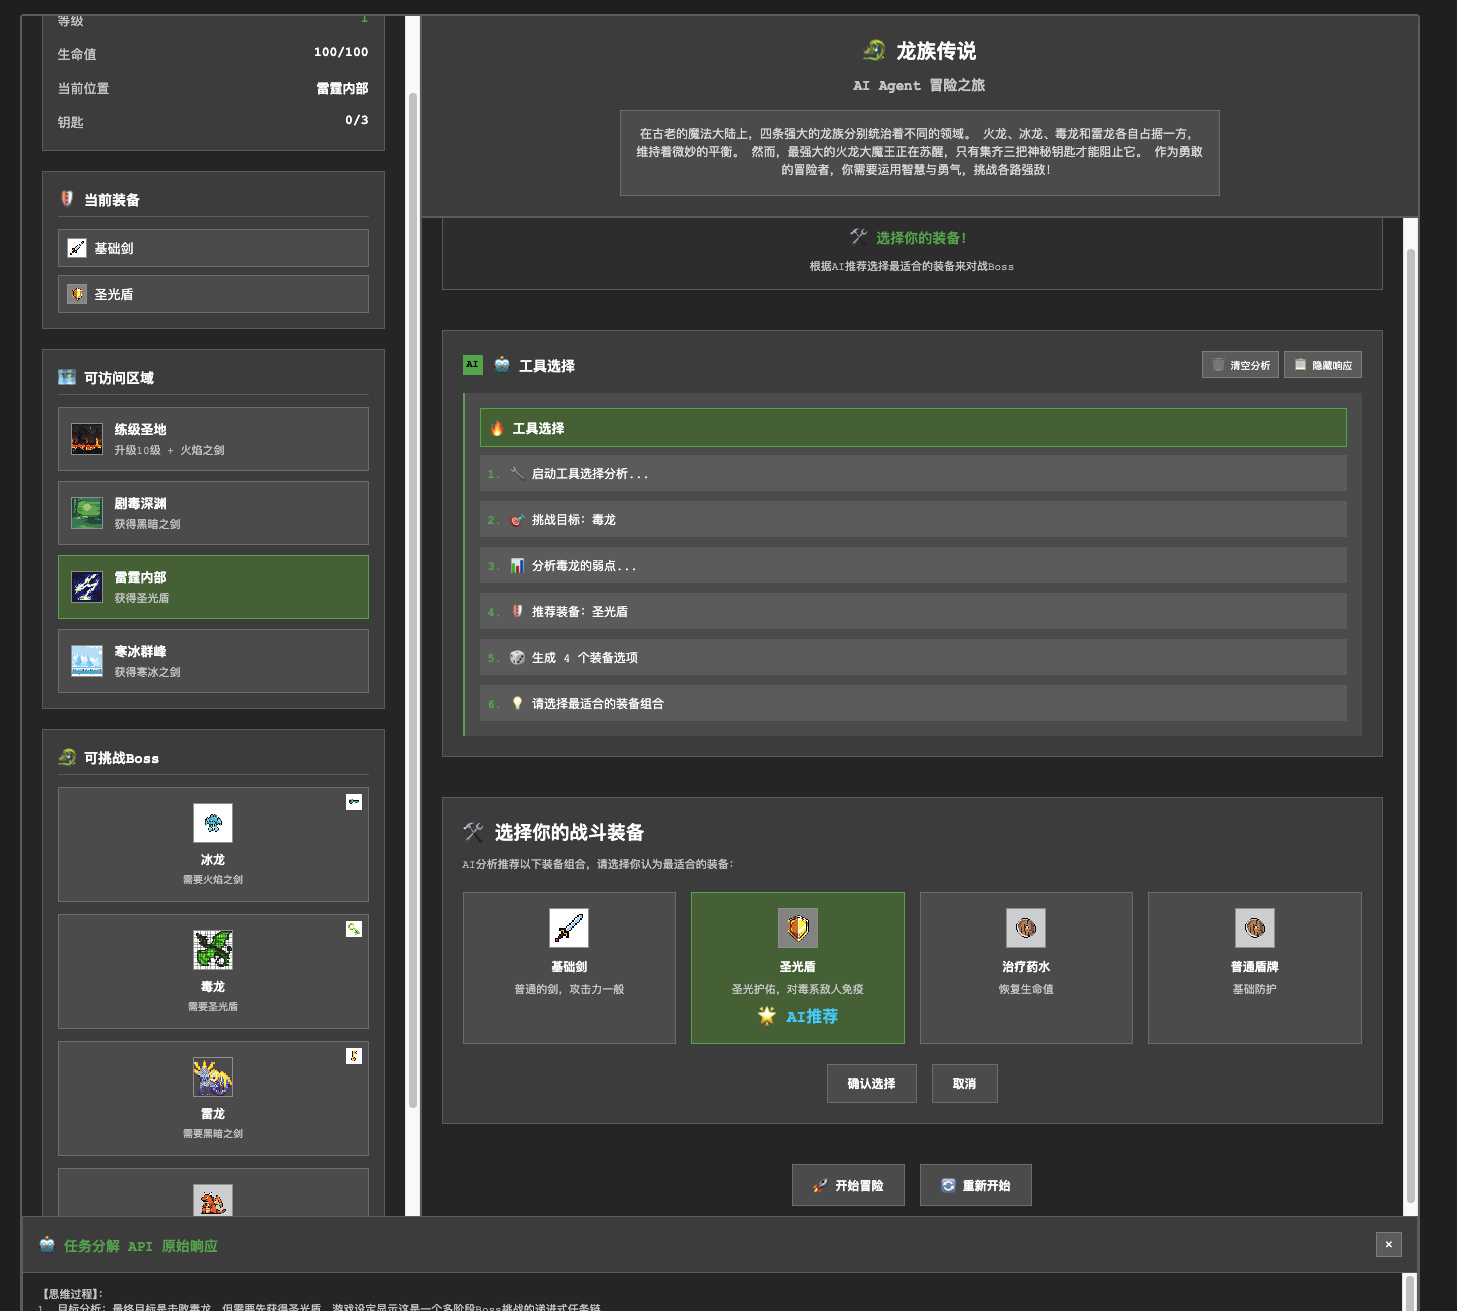 等级
1
生命值
100/100
当前位置
雷霆内部
钥匙
0/3
当前装备
基础剑
圣光盾
可访问区域
练级圣地
升级10级 + 火焰之剑
剧毒深渊
获得黑暗之剑
雷霆内部
获得圣光盾
寒冰群峰
获得寒冰之剑
可挑战Boss
冰龙
需要火焰之剑
毒龙
需要圣光盾
雷龙
需要黑暗之剑
龙族传说
AI Agent 冒险之旅
在古老的魔法大陆上，四条强大的龙族分别统治着不同的领域。 火龙、冰龙、毒龙和雷龙各自占据一方，
维持着微妙的平衡。 然而，最强大的火龙大魔王正在苏醒，只有集齐三把神秘钥匙才能阻止它。 作为勇敢
的冒险者，你需要运用智慧与勇气，挑战各路强敌！
选择你的装备！
根据AI推荐选择最适合的装备来对战Boss
AI
工具选择
清空分析
隐藏响应
工具选择
1. 启动工具选择分析...
2. 挑战目标：毒龙
3. 分析毒龙的弱点...
4. 推荐装备：圣光盾
5. 生成 4 个装备选项
6. 请选择最适合的装备组合
选择你的战斗装备
AI分析推荐以下装备组合，请选择你认为最适合的装备：
基础剑
普通的剑，攻击力一般
圣光盾
圣光护佑，对毒系敌人免疫
AI推荐
治疗药水
恢复生命值
普通盾牌
基础防护
确认选择
取消
开始冒险
重新开始
任务分解 API 原始响应
×
【思维过程】：
1. 目标分析：最终目标是击败毒龙，但需要先获得圣光盾。游戏设定显示这是一个多阶段Boss挑战的递进式任务链